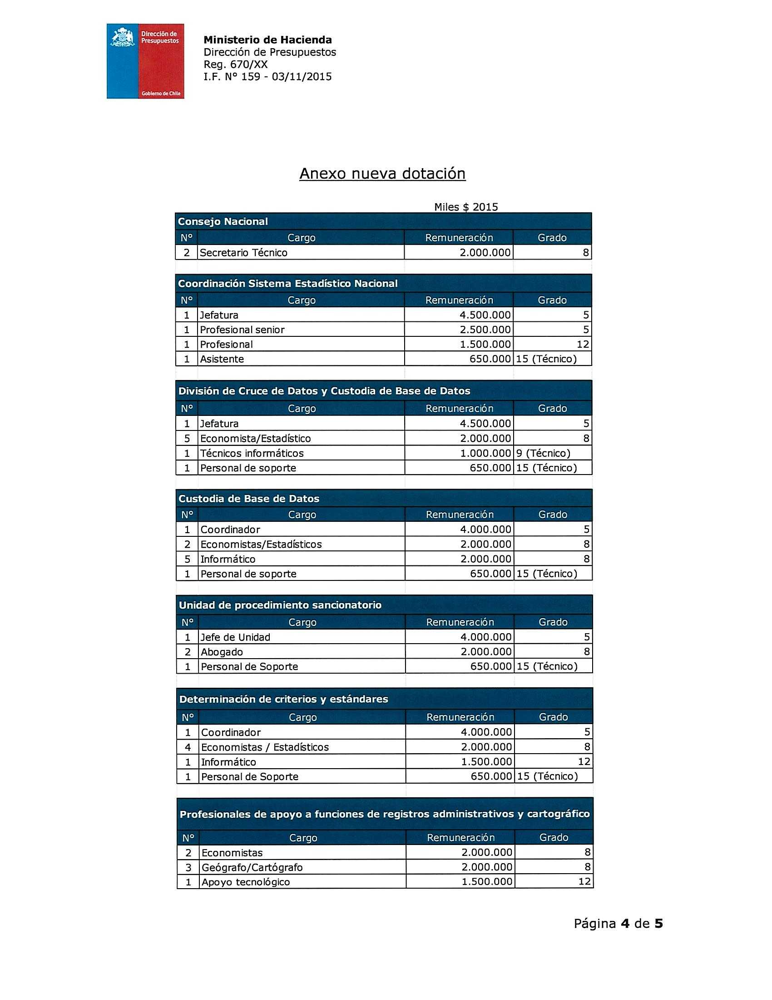 Dirección de
Presupuestos
Gobierno de Chile
Ministerio de Hacienda
Dirección de Presupuestos
Reg. 670/XX
I.F. N° 159 - 03/11/2015
Anexo nueva dotación
Miles $ 2015
Consejo Nacional
N° Cargo Remuneración Grado
2 Secretario Técnico 2.000.000 8
Coordinación Sistema Estadístico Nacional
N° Cargo Remuneración Grado
1 Jefatura 4.500.000 5
1 Profesional senior 2.500.000 5
1 Profesional 1.500.000 12
1 Asistente 650.000 15 (Técnico)
División de Cruce de Datos y Custodia de Base de Datos
N° Cargo Remuneración Grado
1 Jefatura 4.500.000 5
5 Economista/Estadístico 2.000.000 8
1 Técnicos informáticos 1.000.000 9 (Técnico)
1 Personal de soporte 650.000 15 (Técnico)
Custodia de Base de Datos
N° Cargo Remuneración Grado
1 Coordinador 4.000.000 5
2 Economistas/Estadísticos 2.000.000 8
5 Informático 2.000.000 8
1 Personal de soporte 650.000 15 (Técnico)
Unidad de procedimiento sancionatorio
N° Cargo Remuneración Grado
1 Jefe de Unidad 4.000.000 5
2 Abogado 2.000.000 8
1 Personal de Soporte 650.000 15 (Técnico)
Determinación de criterios y estándares
N° Cargo Remuneración Grado
1 Coordinador 4.000.000 5
4 Economistas / Estadísticos 2.000.000 8
1 Informático 1.500.000 12
1 Personal de Soporte 650.000 15 (Técnico)
Profesionales de apoyo a funciones de registros administrativos y cartográfico
N° Cargo Remuneración Grado
2 Economistas 2.000.000 8
3 Geógrafo/Cartógrafo 2.000.000 8
1 Apoyo tecnológico 1.500.000 12
Página 4 de 5